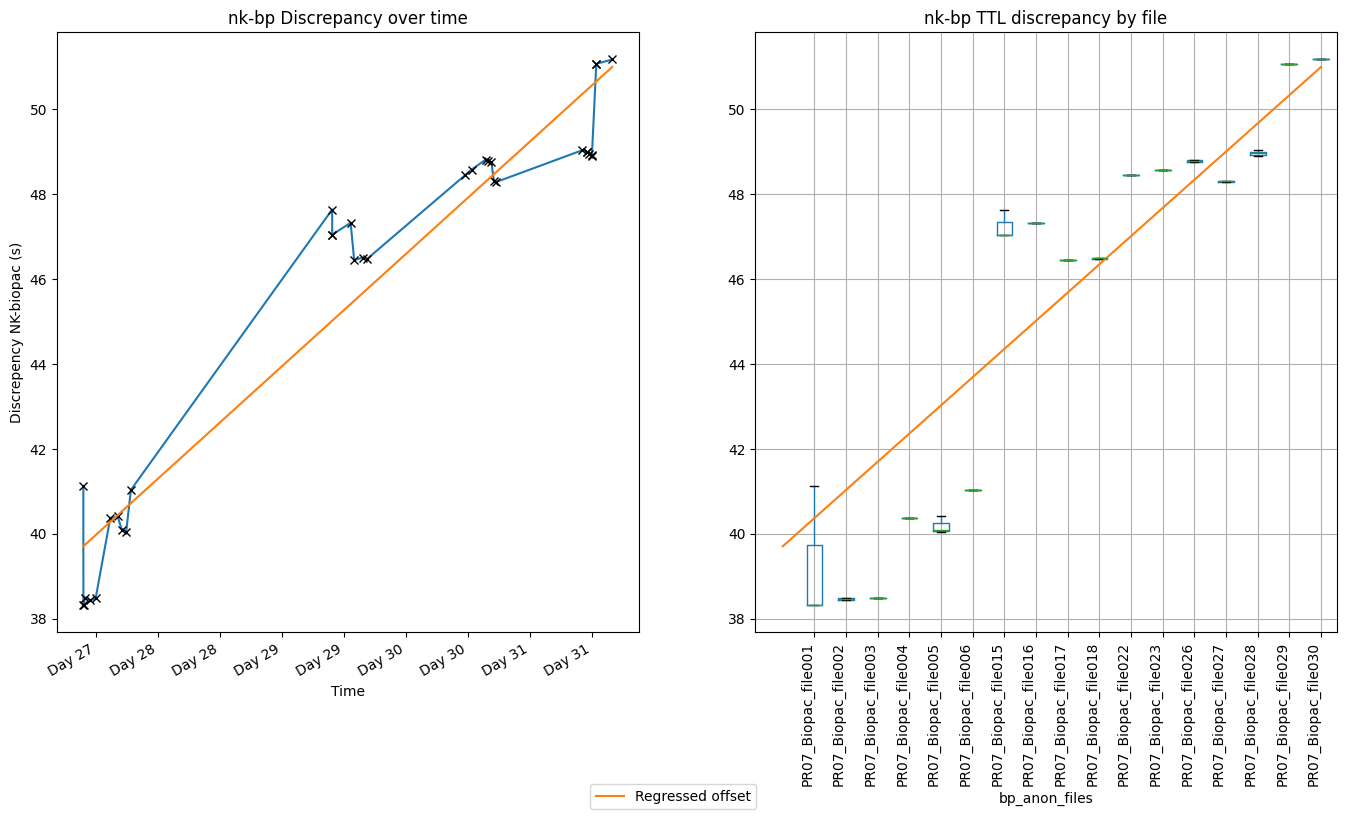 nk-bp Discrepancy over time
nk-bp TTL discrepancy by file
Discrepency NK-biopac (s)
50
48
46
44
42
40
38
50
48
46
44
42
40
38
Day 27
Day 28
Day 28
Day 29
Day 29
Day 30
Day 30
Day 31
Day 31
Time
PR07_Biopac_file001
PR07_Biopac_file002
PR07_Biopac_file003
PR07_Biopac_file004
PR07_Biopac_file005
PR07_Biopac_file006
PR07_Biopac_file015
PR07_Biopac_file016
PR07_Biopac_file017
PR07_Biopac_file018
PR07_Biopac_file022
PR07_Biopac_file023
PR07_Biopac_file026
PR07_Biopac_file027
PR07_Biopac_file028
PR07_Biopac_file029
PR07_Biopac_file030
bp_anon_files
Regressed offset